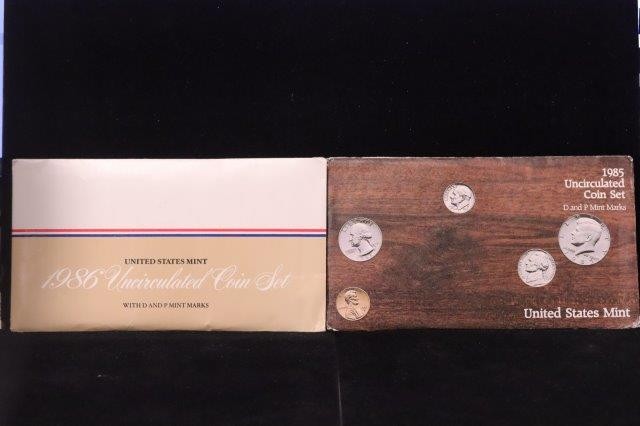 UNITED STATES MINT
1986 Uncirculated Coin Set
WITH D AND P MINT MARKS
1985
Uncirculated
Coin Set
D and P Mint Marks
United States Mint